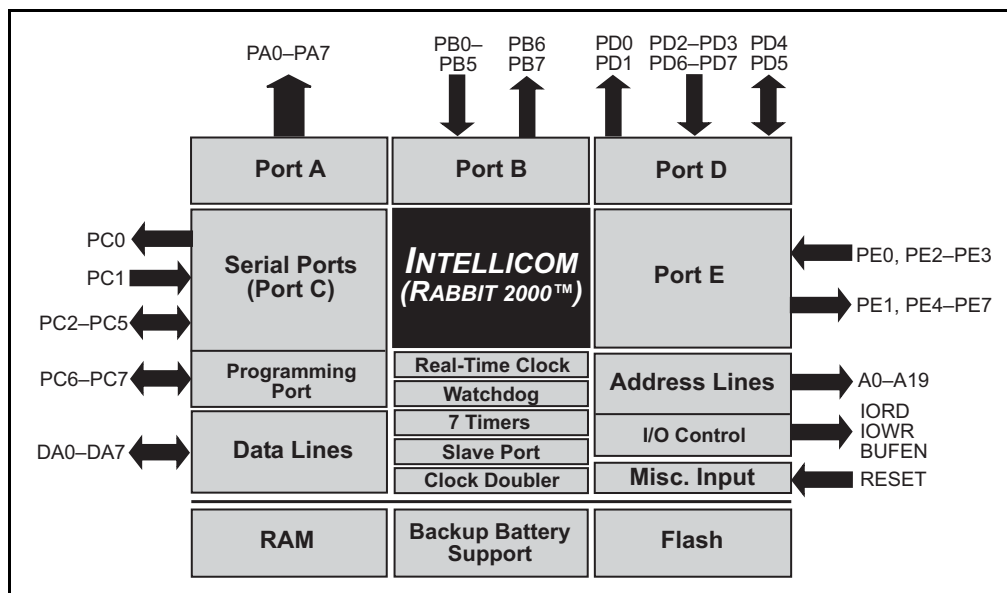 PA0–PA7
PB0–
PB5
PB6
PB7
PD0
PD1
PD2–PD3
PD6–PD7
PD4
PD5
Port A
Port B
Port D
PC0
PC1
PC2–PC5
PC6–PC7
DA0–DA7
Serial Ports
(Port C)
Programming
Port
Data Lines
INTELLICOM
(RABBIT 2000™)
Real-Time Clock
Watchdog
7 Timers
Slave Port
Clock Doubler
Port E
Address Lines
I/O Control
Misc. Input
PE0, PE2–PE3
PE1, PE4–PE7
A0–A19
IORD
IOWR
BUFEN
RESET
RAM
Backup Battery
Support
Flash